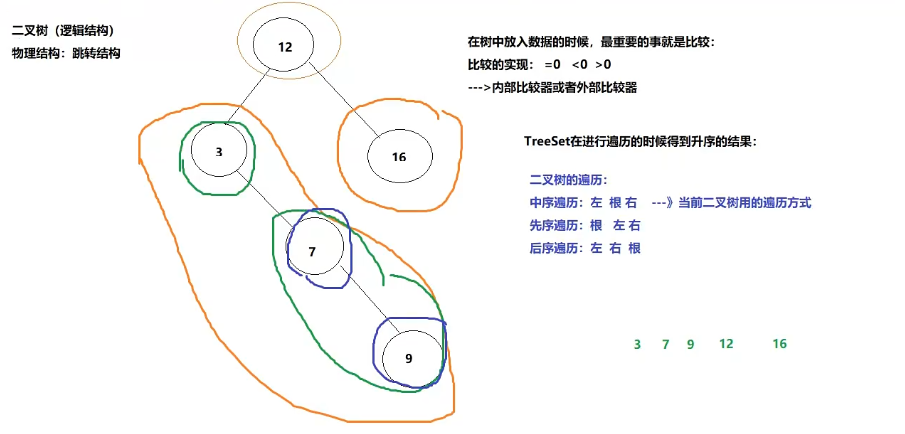 二叉树（逻辑结构）
物理结构：跳转结构
12
3
16
7
9
在树中放入数据的时候，最重要的事就是比较：
比较的实现： =0 <0 >0
--->内部比较器或者外部比较器
TreeSet在进行遍历的时候得到升序的结果：
二叉树的遍历：
中序遍历：左 根 右 ---》当前二叉树用的遍历方式
先序遍历：根 左 右
后序遍历：左 右 根
3 7 9 12 16